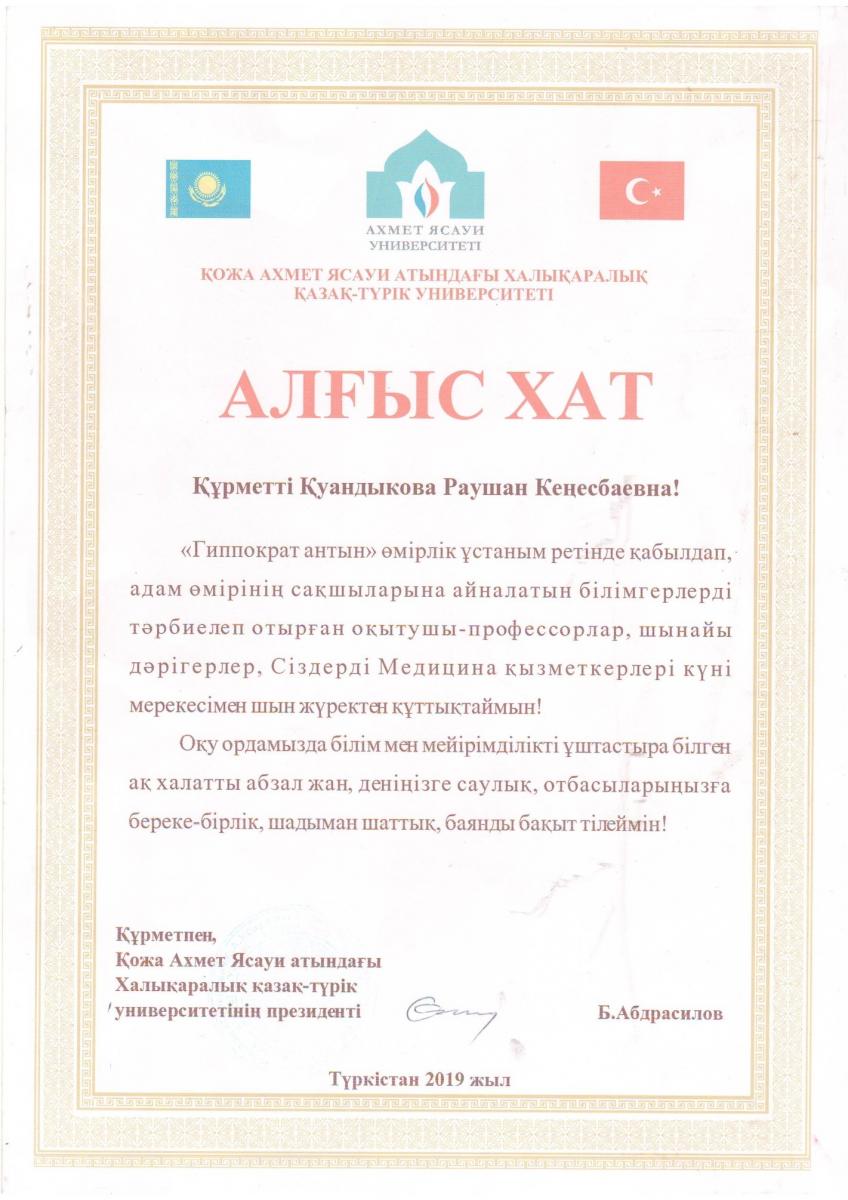 АХМЕТ ЯСАУИ
УНИВЕРСИТЕТІ
ҚОЖА АХМЕТ ЯСАУИ АТЫНДАҒЫ ХАЛЫҚАРАЛЫҚ
ҚАЗАҚ-ТҮРІК УНИВЕРСИТЕТІ
АЛҒЫС ХАТ
Құрметті Қуандыкова Раушан Кеңесбаевна!
«Гиппократ антын» өмірлік ұстаным ретінде қабылдап,
адам өмірінің сақшыларына айналатын білімгерлерді
тәрбиелеп отырған оқытушы-профессорлар, шынайы
дәрігерлер, Сіздерді Медицина қызметкерлері күні
мерекесімен шын жүректен құттықтаймын!
Оқу ордамызда білім мен мейірімділікті ұштастыра білген
ақ халатты абзал жан, деніңізге саулық, отбасыларыңызға
береке-бірлік, шадыман шаттық, баянды бақыт тілеймін!
Құрметпен,
Қожа Ахмет Ясауи атындағы
Халықаралық қазақ-түрік
университетінің президенті
Б.Абдрасилов
Түркістан 2019 жыл